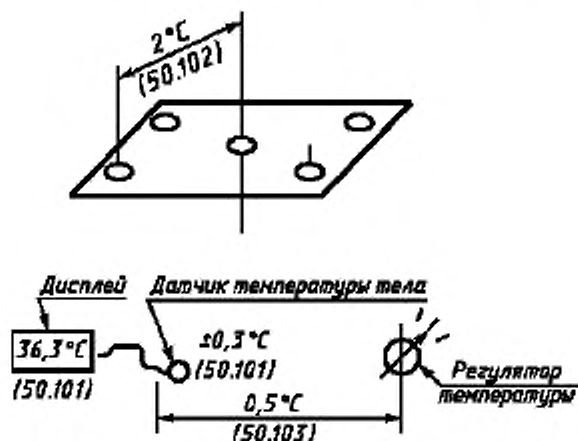 2°C
(50.102)
Дисплей
Датчик температуры тела
36,3°C
±0,3°C
(50.101)
(50.101)
Регулятор
температуры
0,5°C
(50.103)